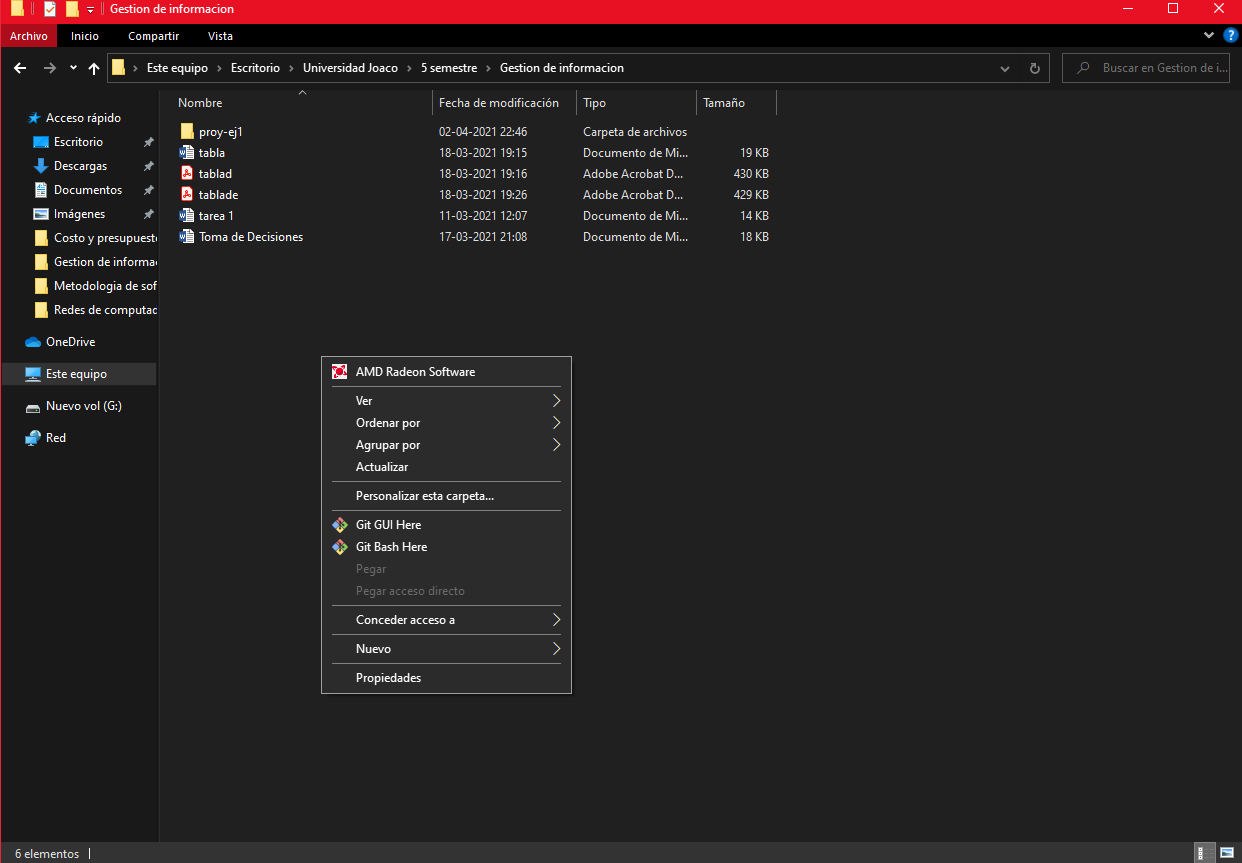 Gestion de informacion
Archivo Inicio Compartir Vista
Este equipo Escritorio Universidad Joaco 5 semestre Gestion de informacion
Buscar en Gestion de i...
Acceso rápido
Escritorio
Descargas
Documentos
Imágenes
Costo y presupuest
Gestion de informa
Metodologia de sof
Redes de computac
OneDrive
Este equipo
Nuevo vol (G:)
Red
Nombre Fecha de modificación Tipo Tamaño
proy-ej1 02-04-2021 22:46 Carpeta de archivos
tabla 18-03-2021 19:15 Documento de Mi... 19 KB
tablad 18-03-2021 19:16 Adobe Acrobat D... 430 KB
tablade 18-03-2021 19:26 Adobe Acrobat D... 429 KB
tarea 1 11-03-2021 12:07 Documento de Mi... 14 KB
Toma de Decisiones 17-03-2021 21:08 Documento de Mi... 18 KB
AMD Radeon Software
Ver
Ordenar por
Agrupar por
Actualizar
Personalizar esta carpeta...
Git GUI Here
Git Bash Here
Pegar
Pegar acceso directo
Conceder acceso a
Nuevo
Propiedades
6 elementos